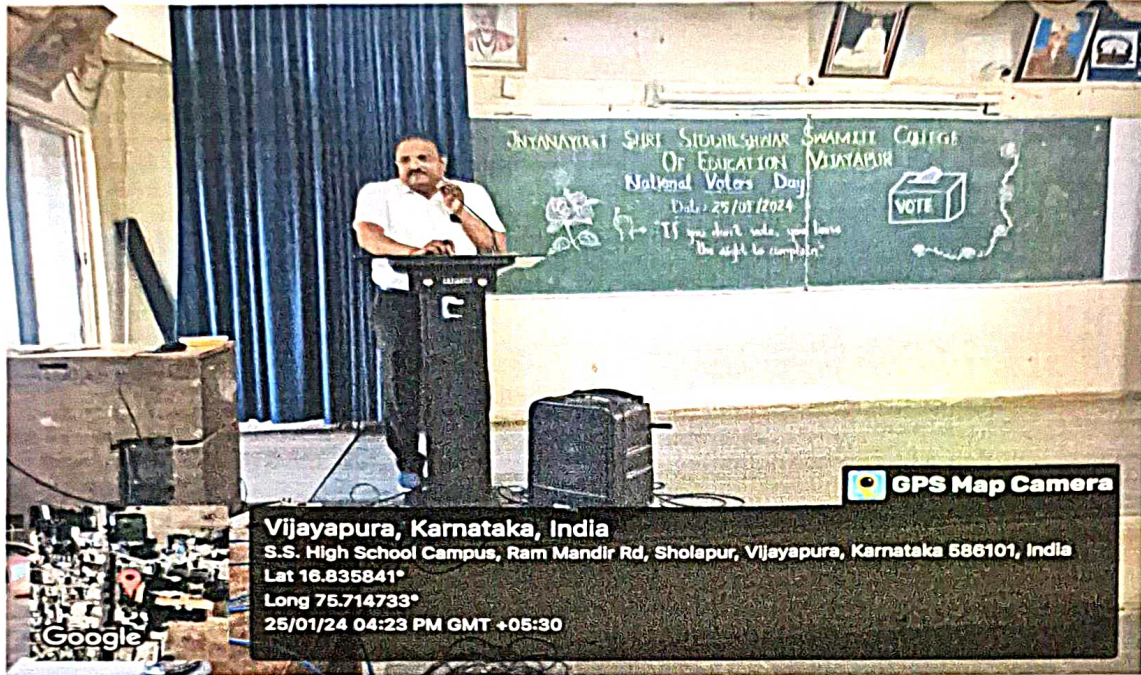 JNYANAYOGI SHRI SIDDHESHWAR SWAMIJI COLLEGE
OF EDUCATION VIJAYAPUR
National Voters Day
Date: 25/01/2024
"If you don't vote, you loose
the right to complain"
VOTE
GPS Map Camera
Vijayapura, Karnataka, India
S.S. High School Campus, Ram Mandir Rd, Sholapur, Vijayapura, Karnataka 586101, India
Lat 16.835841°
Long 75.714733°
25/01/24 04:23 PM GMT +05:30
Google